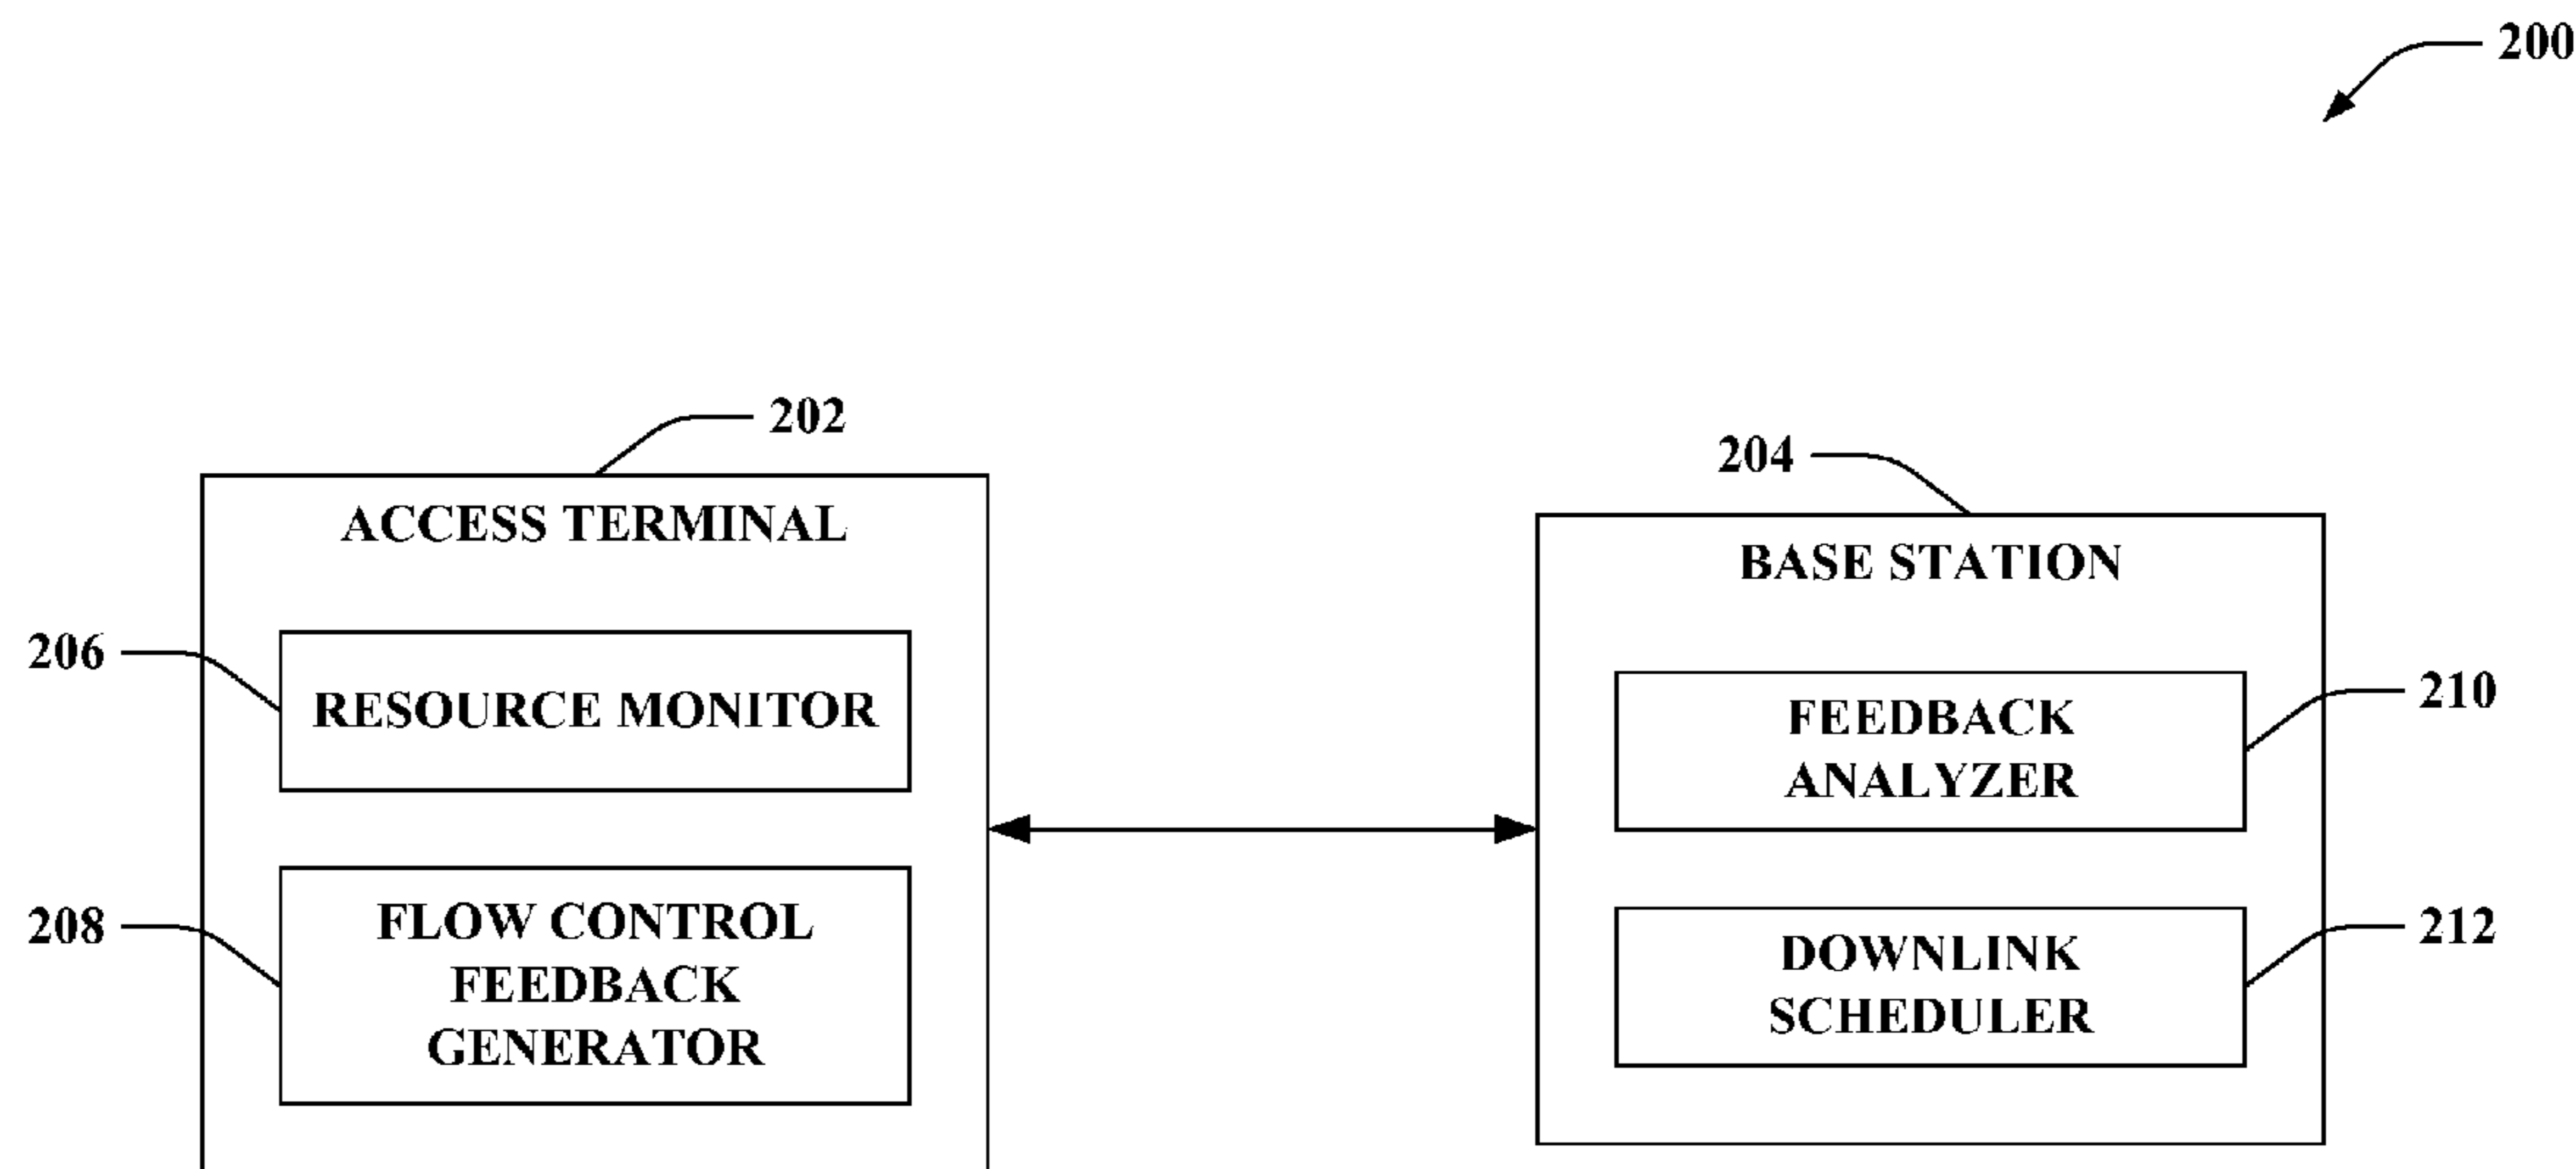 200
202
204
ACCESS TERMINAL
BASE STATION
206
RESOURCE MONITOR
210
FEEDBACK
ANALYZER
208
FLOW CONTROL
FEEDBACK
GENERATOR
212
DOWNLINK
SCHEDULER